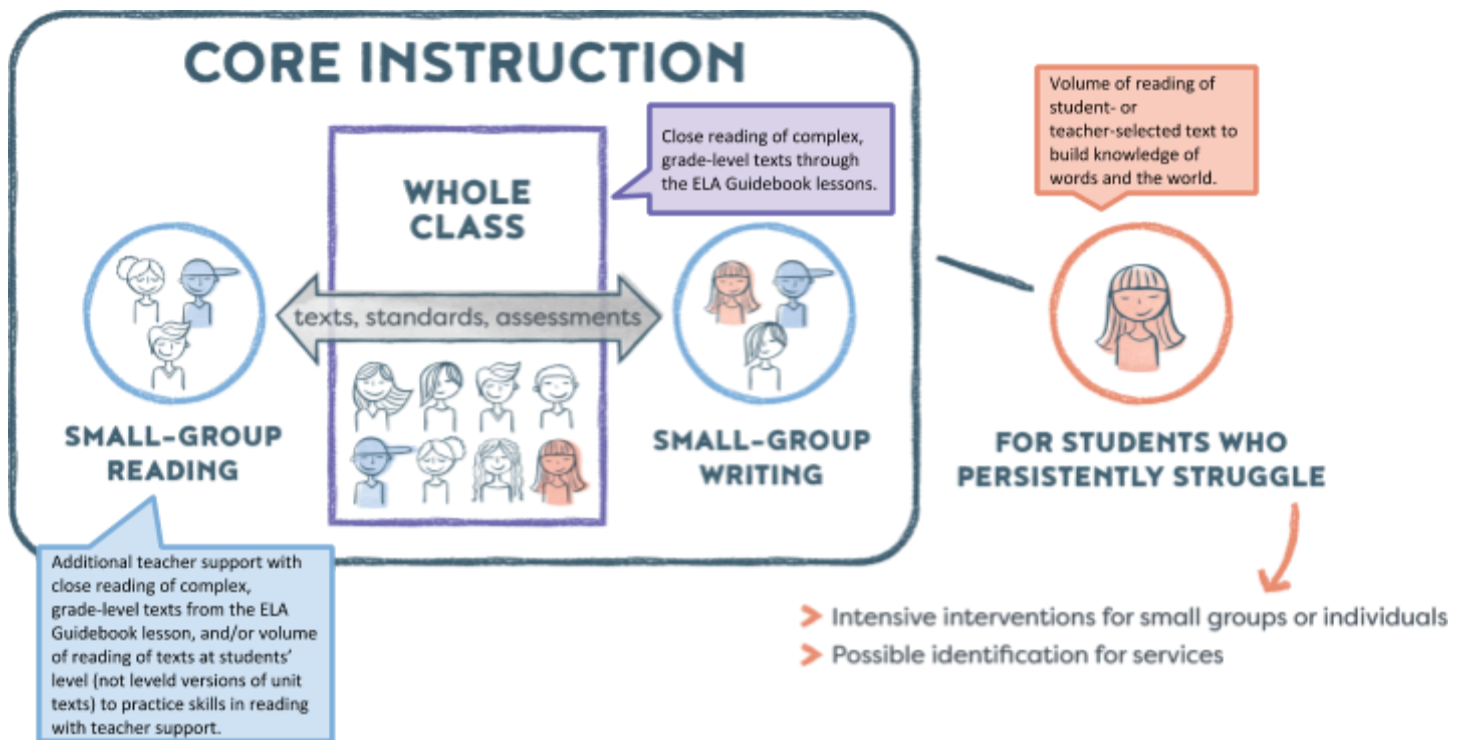 CORE INSTRUCTION
WHOLE
CLASS
Close reading of complex,
grade-level texts through
the ELA Guidebook lessons.
Volume of reading of
student- or
teacher-selected text to
build knowledge of
words and the world.
texts, standards, assessments
SMALL-GROUP
READING
SMALL-GROUP
WRITING
FOR STUDENTS WHO
PERSISTENTLY STRUGGLE
Additional teacher support with
close reading of complex,
grade-level texts from the ELA
Guidebook lesson, and/or volume
of reading of texts at students'
level (not leveld versions of unit
texts) to practice skills in reading
with teacher support.
Intensive interventions for small groups or individuals
Possible identification for services